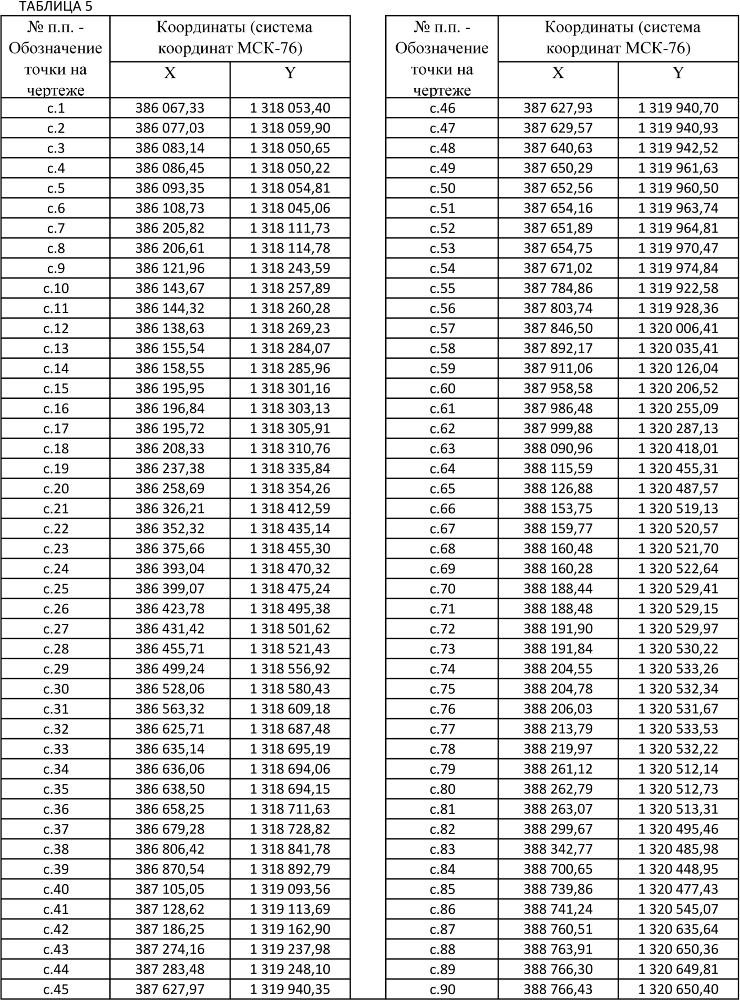 ТАБЛИЦА 5
№ п.п. -
Обозначение
точки на
чертеже
Координаты (система
координат МСК-76)
X
Y
с.1 386 067,33 1 318 053,40
с.2 386 077,03 1 318 059,90
с.3 386 083,14 1 318 050,65
с.4 386 086,45 1 318 050,22
с.5 386 093,35 1 318 054,81
с.6 386 108,73 1 318 045,06
с.7 386 205,82 1 318 111,73
с.8 386 206,61 1 318 114,78
с.9 386 121,96 1 318 243,59
с.10 386 143,67 1 318 257,89
с.11 386 144,32 1 318 260,28
с.12 386 138,63 1 318 269,23
с.13 386 155,54 1 318 284,07
с.14 386 158,55 1 318 285,96
с.15 386 195,95 1 318 301,16
с.16 386 196,84 1 318 303,13
с.17 386 195,72 1 318 305,91
с.18 386 208,33 1 318 310,76
с.19 386 237,38 1 318 335,84
с.20 386 258,69 1 318 354,26
с.21 386 326,21 1 318 412,59
с.22 386 352,32 1 318 435,14
с.23 386 375,66 1 318 455,30
с.24 386 393,04 1 318 470,32
с.25 386 399,07 1 318 475,24
с.26 386 423,78 1 318 495,38
с.27 386 431,42 1 318 501,62
с.28 386 455,71 1 318 521,43
с.29 386 499,24 1 318 556,92
с.30 386 528,06 1 318 580,43
с.31 386 563,32 1 318 609,18
с.32 386 625,71 1 318 687,48
с.33 386 635,14 1 318 695,19
с.34 386 636,06 1 318 694,06
с.35 386 638,50 1 318 694,15
с.36 386 658,25 1 318 711,63
с.37 386 679,28 1 318 728,82
с.38 386 806,42 1 318 841,78
с.39 386 870,54 1 318 892,79
с.40 387 105,05 1 319 093,56
с.41 387 128,62 1 319 113,69
с.42 387 186,25 1 319 162,90
с.43 387 274,16 1 319 237,98
с.44 387 283,48 1 319 248,10
с.45 387 627,97 1 319 940,35
№ п.п. -
Обозначение
точки на
чертеже
Координаты (система
координат МСК-76)
X
Y
с.46 387 627,93 1 319 940,70
с.47 387 629,57 1 319 940,93
с.48 387 640,63 1 319 942,52
с.49 387 650,29 1 319 961,63
с.50 387 652,56 1 319 960,50
с.51 387 654,16 1 319 963,74
с.52 387 651,89 1 319 964,81
с.53 387 654,75 1 319 970,47
с.54 387 671,02 1 319 974,84
с.55 387 784,86 1 319 922,58
с.56 387 803,74 1 319 928,36
с.57 387 846,50 1 320 006,41
с.58 387 892,17 1 320 035,41
с.59 387 911,06 1 320 126,04
с.60 387 958,58 1 320 206,52
с.61 387 986,48 1 320 255,09
с.62 387 999,88 1 320 287,13
с.63 388 090,96 1 320 418,01
с.64 388 115,59 1 320 455,31
с.65 388 126,88 1 320 487,57
с.66 388 153,75 1 320 519,13
с.67 388 159,77 1 320 520,57
с.68 388 160,48 1 320 521,70
с.69 388 160,28 1 320 522,64
с.70 388 188,44 1 320 529,41
с.71 388 188,48 1 320 529,15
с.72 388 191,90 1 320 529,97
с.73 388 191,84 1 320 530,22
с.74 388 204,55 1 320 533,26
с.75 388 204,78 1 320 532,34
с.76 388 206,03 1 320 531,67
с.77 388 213,79 1 320 533,53
с.78 388 219,97 1 320 532,22
с.79 388 261,12 1 320 512,14
с.80 388 262,79 1 320 512,73
с.81 388 263,07 1 320 513,31
с.82 388 299,67 1 320 495,46
с.83 388 342,77 1 320 485,98
с.84 388 700,65 1 320 448,95
с.85 388 739,86 1 320 477,43
с.86 388 741,24 1 320 545,07
с.87 388 760,51 1 320 635,64
с.88 388 763,91 1 320 650,36
с.89 388 766,30 1 320 649,81
с.90 388 766,43 1 320 650,40